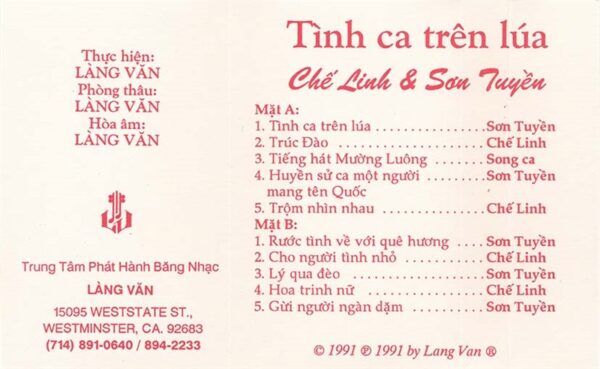 Thực hiện:
LÀNG VĂN
Phòng thâu:
LÀNG VĂN
Hòa âm:
LÀNG VĂN
Trung Tâm Phát Hành Băng Nhạc
LÀNG VĂN
15095 WESTSTATE ST.,
WESTMINSTER, CA. 92683
(714) 891-0640 / 894-2233
Tình ca trên lúa
Chế Linh & Sơn Tuyền
Mặt A:
1. Tình ca trên lúa ................ Sơn Tuyền
2. Trúc Đào ........................ Chế Linh
3. Tiếng hát Mường Luông ........ Song ca
4. Huyền sử ca một người ........ Sơn Tuyền
mang tên Quốc
5. Trộm nhìn nhau ................ Chế Linh
Mặt B:
1. Rước tình về với quê hương .... Sơn Tuyền
2. Cho người tình nhỏ ............ Chế Linh
3. Lý qua đèo ..................... Sơn Tuyền
4. Hoa trinh nữ ................... Chế Linh
5. Gửi người ngàn dặm ............ Sơn Tuyền
© 1991 ℗ 1991 by Lang Van ®